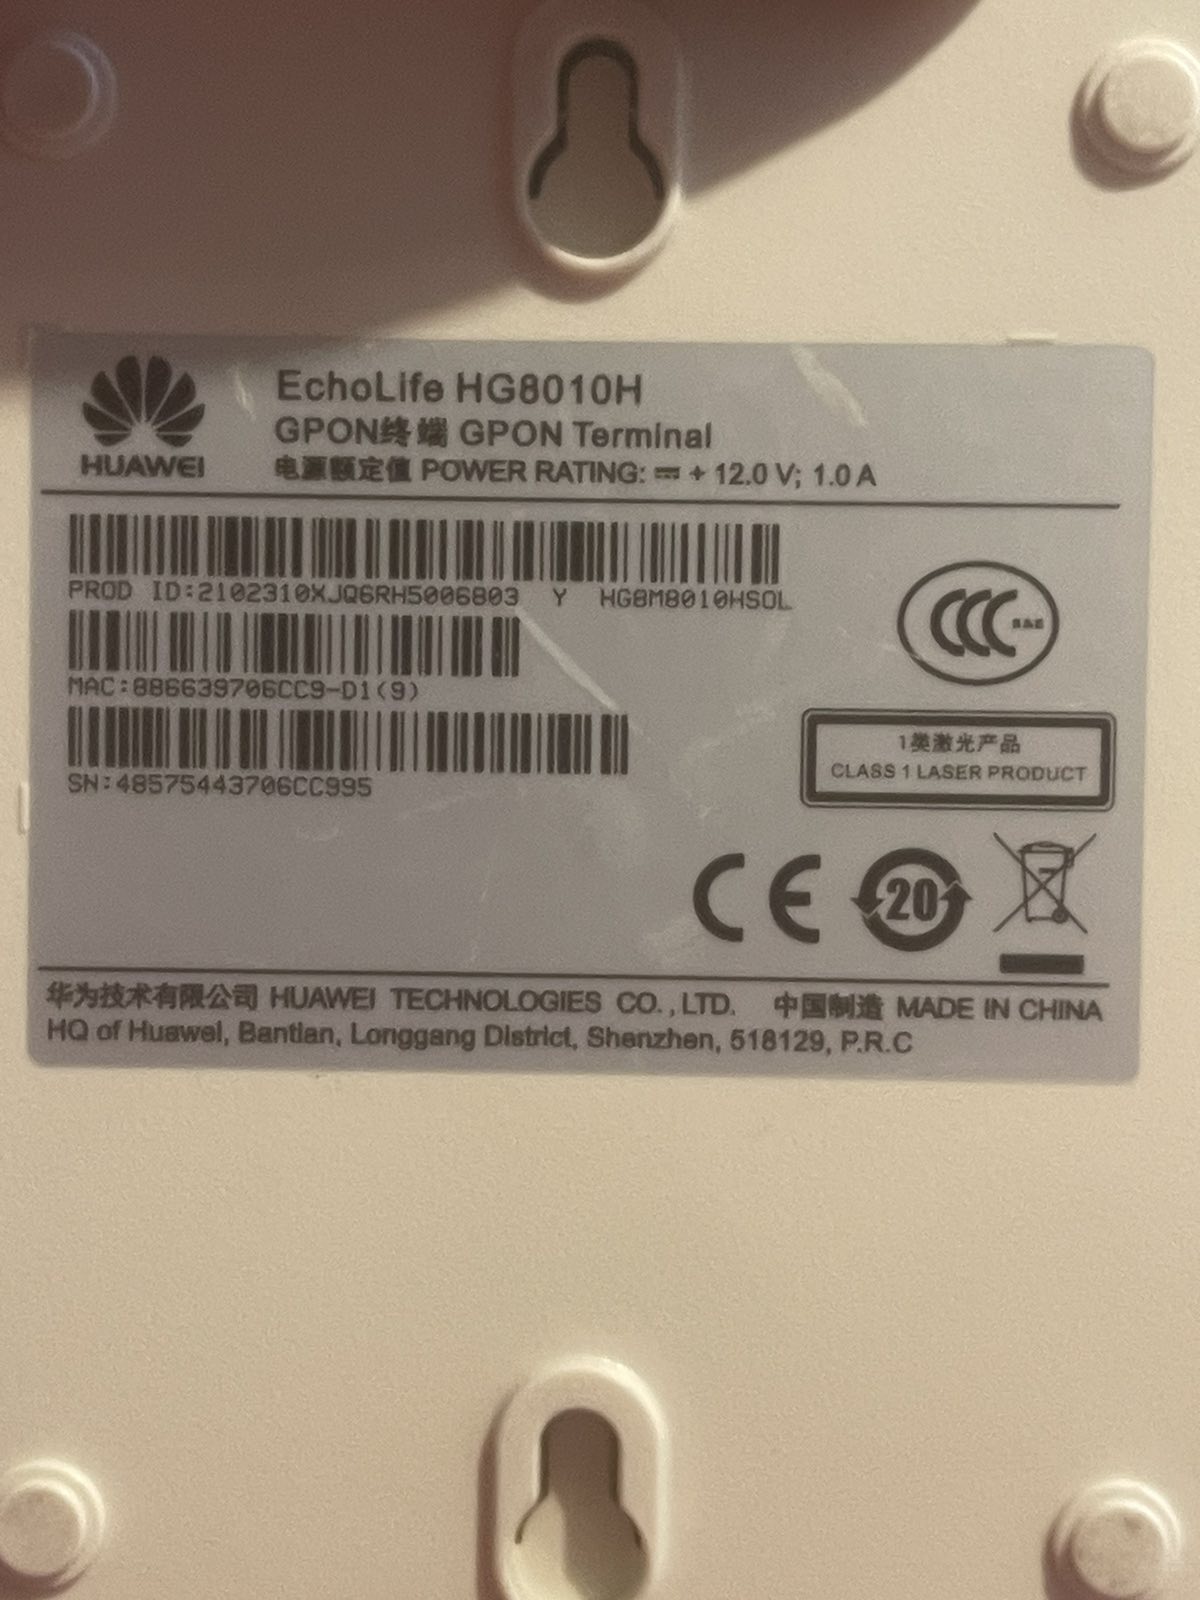 HUAWEI
EchoLife HG8010H
GPON终端 GPON Terminal
电源额定值 POWER RATING: ⎓ + 12.0 V; 1.0 A
PROD ID:2102310XJQ6RH5006803 Y HG8M8010HSOL
MAC:886639706CC9-D1(9)
SN:48575443706CC995
CCC S&E
1类激光产品
CLASS 1 LASER PRODUCT
CE 20
华为技术有限公司 HUAWEI TECHNOLOGIES CO.,LTD. 中国制造 MADE IN CHINA
HQ of Huawei, Bantian, Longgang District, Shenzhen, 518129, P.R.C